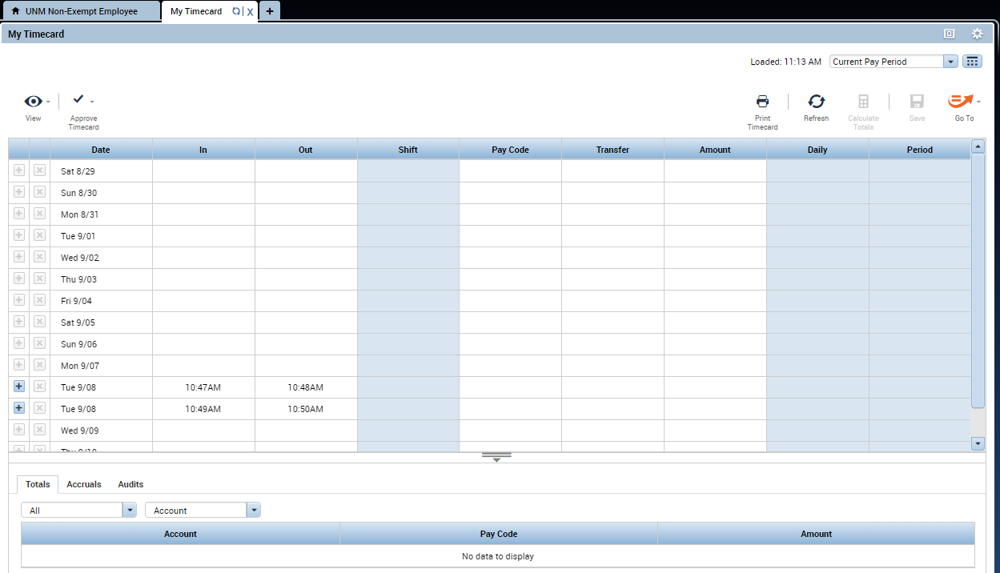 UNM Non-Exempt Employee My Timecard X +
My Timecard
Loaded: 11:13 AM Current Pay Period
View Approve Timecard Print Timecard Refresh Calculate Totals Save Go To
Date In Out Shift Pay Code Transfer Amount Daily Period
Sat 8/29
Sun 8/30
Mon 8/31
Tue 9/01
Wed 9/02
Thu 9/03
Fri 9/04
Sat 9/05
Sun 9/06
Mon 9/07
Tue 9/08 10:47AM 10:48AM
Tue 9/08 10:49AM 10:50AM
Wed 9/09
Thu 9/10
Totals Accruals Audits
All Account
Account Pay Code Amount
No data to display